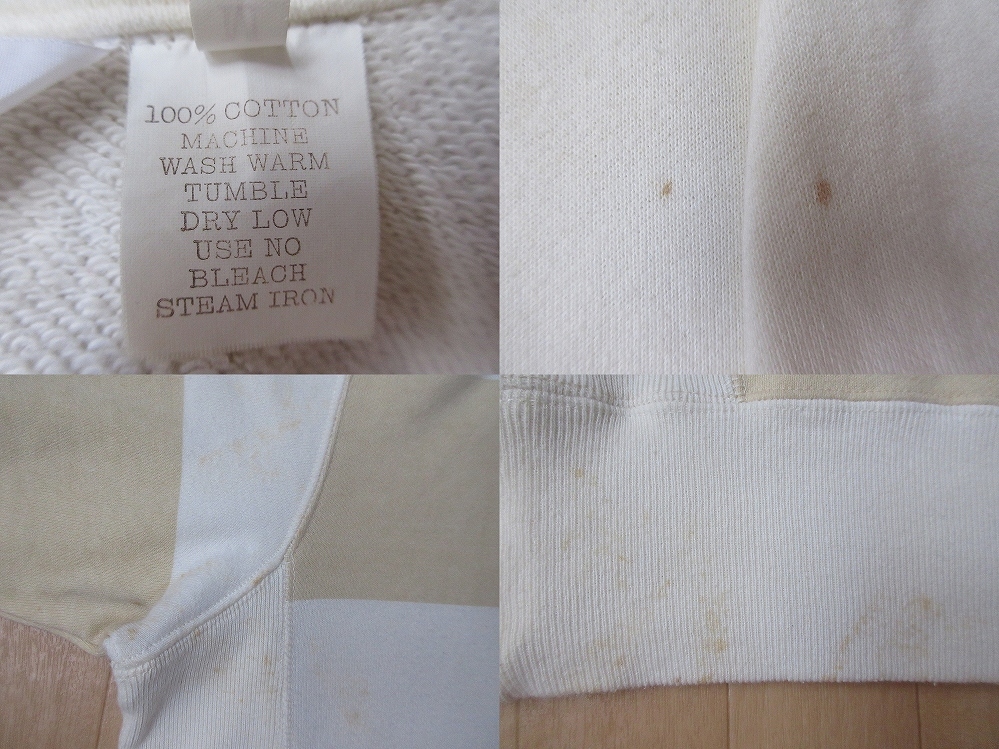 100% COTTON
MACHINE
WASH WARM
TUMBLE
DRY LOW
USE NO
BLEACH
STEAM IRON